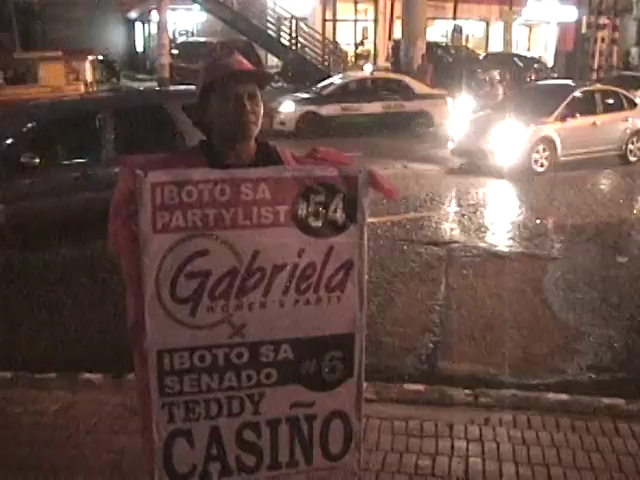 IBOTO SA
PARTYLIST #54
Gabriela
WOMEN'S PARTY
IBOTO SA
SENADO #6
TEDDY
CASIÑO